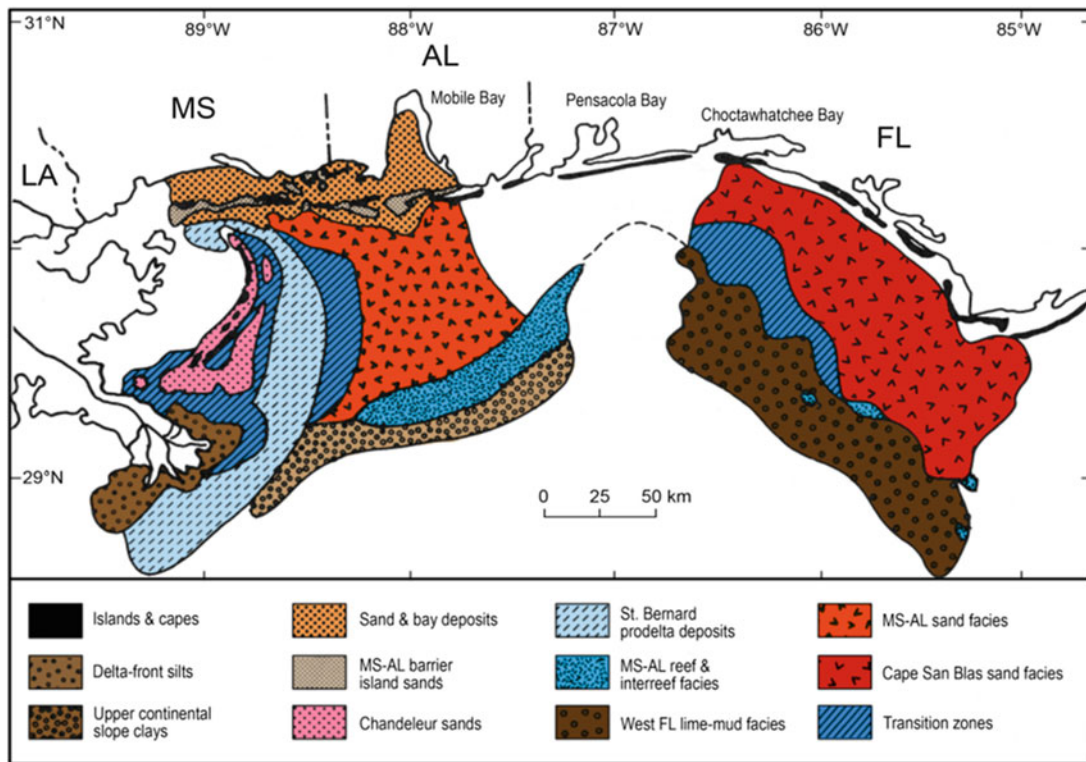 31°N
89°W
88°W
87°W
86°W
85°W
AL
MS
Mobile Bay
Pensacola Bay
Choctawhatchee Bay
FL
LA
29°N
0 25 50 km
Islands & capes
Delta-front silts
Upper continental
slope clays
Sand & bay deposits
MS-AL barrier
island sands
Chandeleur sands
St. Bernard
prodelta deposits
MS-AL reef &
interreef facies
West FL lime-mud facies
MS-AL sand facies
Cape San Blas sand facies
Transition zones